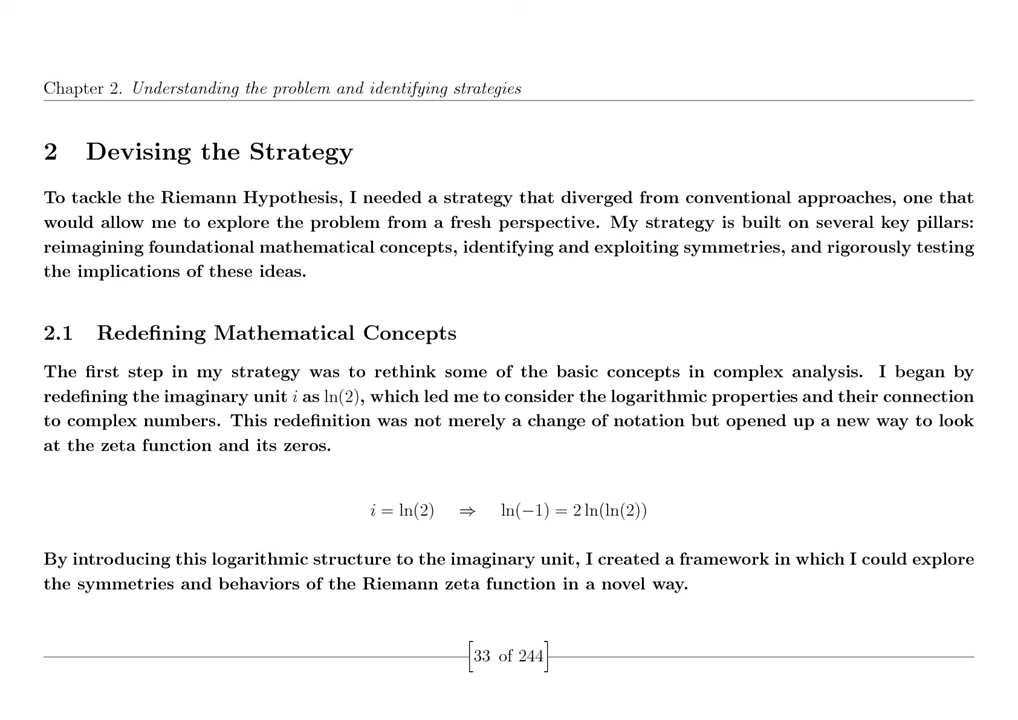 Chapter 2. Understanding the problem and identifying strategies
2 Devising the Strategy
To tackle the Riemann Hypothesis, I needed a strategy that diverged from conventional approaches, one that
would allow me to explore the problem from a fresh perspective. My strategy is built on several key pillars:
reimagining foundational mathematical concepts, identifying and exploiting symmetries, and rigorously testing
the implications of these ideas.
2.1 Redefining Mathematical Concepts
The first step in my strategy was to rethink some of the basic concepts in complex analysis. I began by
redefining the imaginary unit i as ln(2), which led me to consider the logarithmic properties and their connection
to complex numbers. This redefinition was not merely a change of notation but opened up a new way to look
at the zeta function and its zeros.
i = ln(2) ⇒ ln(−1) = 2 ln(ln(2))
By introducing this logarithmic structure to the imaginary unit, I created a framework in which I could explore
the symmetries and behaviors of the Riemann zeta function in a novel way.
[33 of 244]